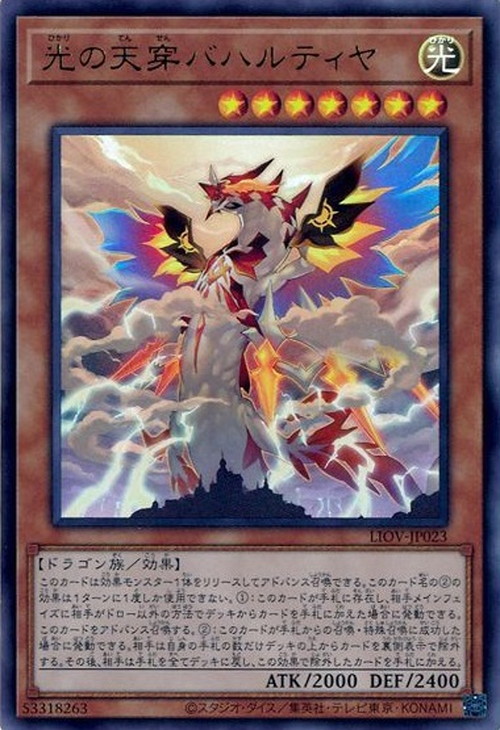 光の天穿バハルティヤ
光
LIOV-JP023
【ドラゴン族/効果】
このカードは効果モンスター1体をリリースしてアドバンス召喚できる。このカード名の②の
効果は1ターンに1度しか使用できない。①:このカードが手札に存在し、相手メインフェ
イズに相手がドロー以外の方法でデッキからカードを手札に加えた場合に発動できる。
このカードをアドバンス召喚する。②:このカードが手札からの召喚・特殊召喚に成功した
場合に発動できる。相手は自身の手札の数だけデッキの上からカードを裏側表示で除外
する。その後、相手は手札を全てデッキに戻し、この効果で除外したカードを手札に加える。
ATK/2000 DEF/2400
53318263
©スタジオ・ダイス/集英社・テレビ東京・KONAMI